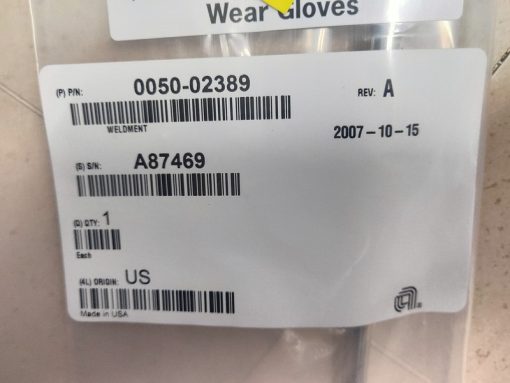 Wear Gloves
(P) P/N: 0050-02389 REV: A
WELDMENT 2007-10-15
(S) S/N: A87469
(Q) QTY: 1
Each
(4L) ORIGIN: US
Made in USA